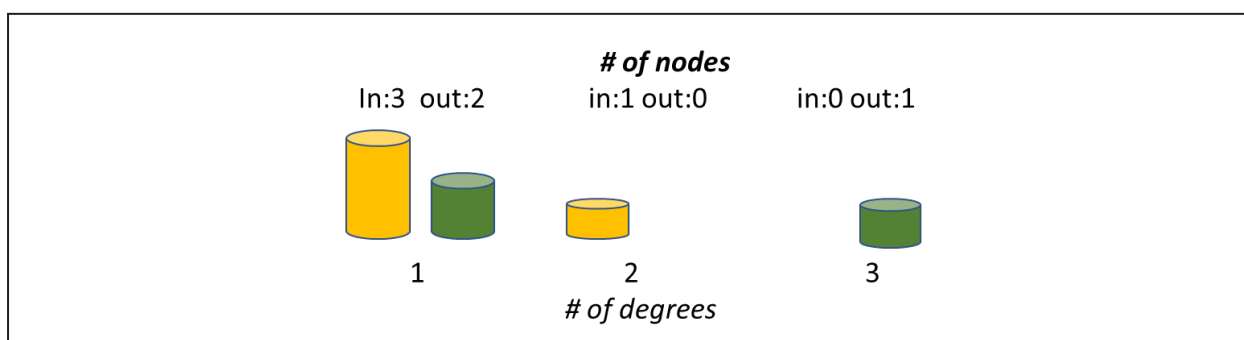 # of nodes
In:3 out:2 in:1 out:0 in:0 out:1
1 2 3
# of degrees